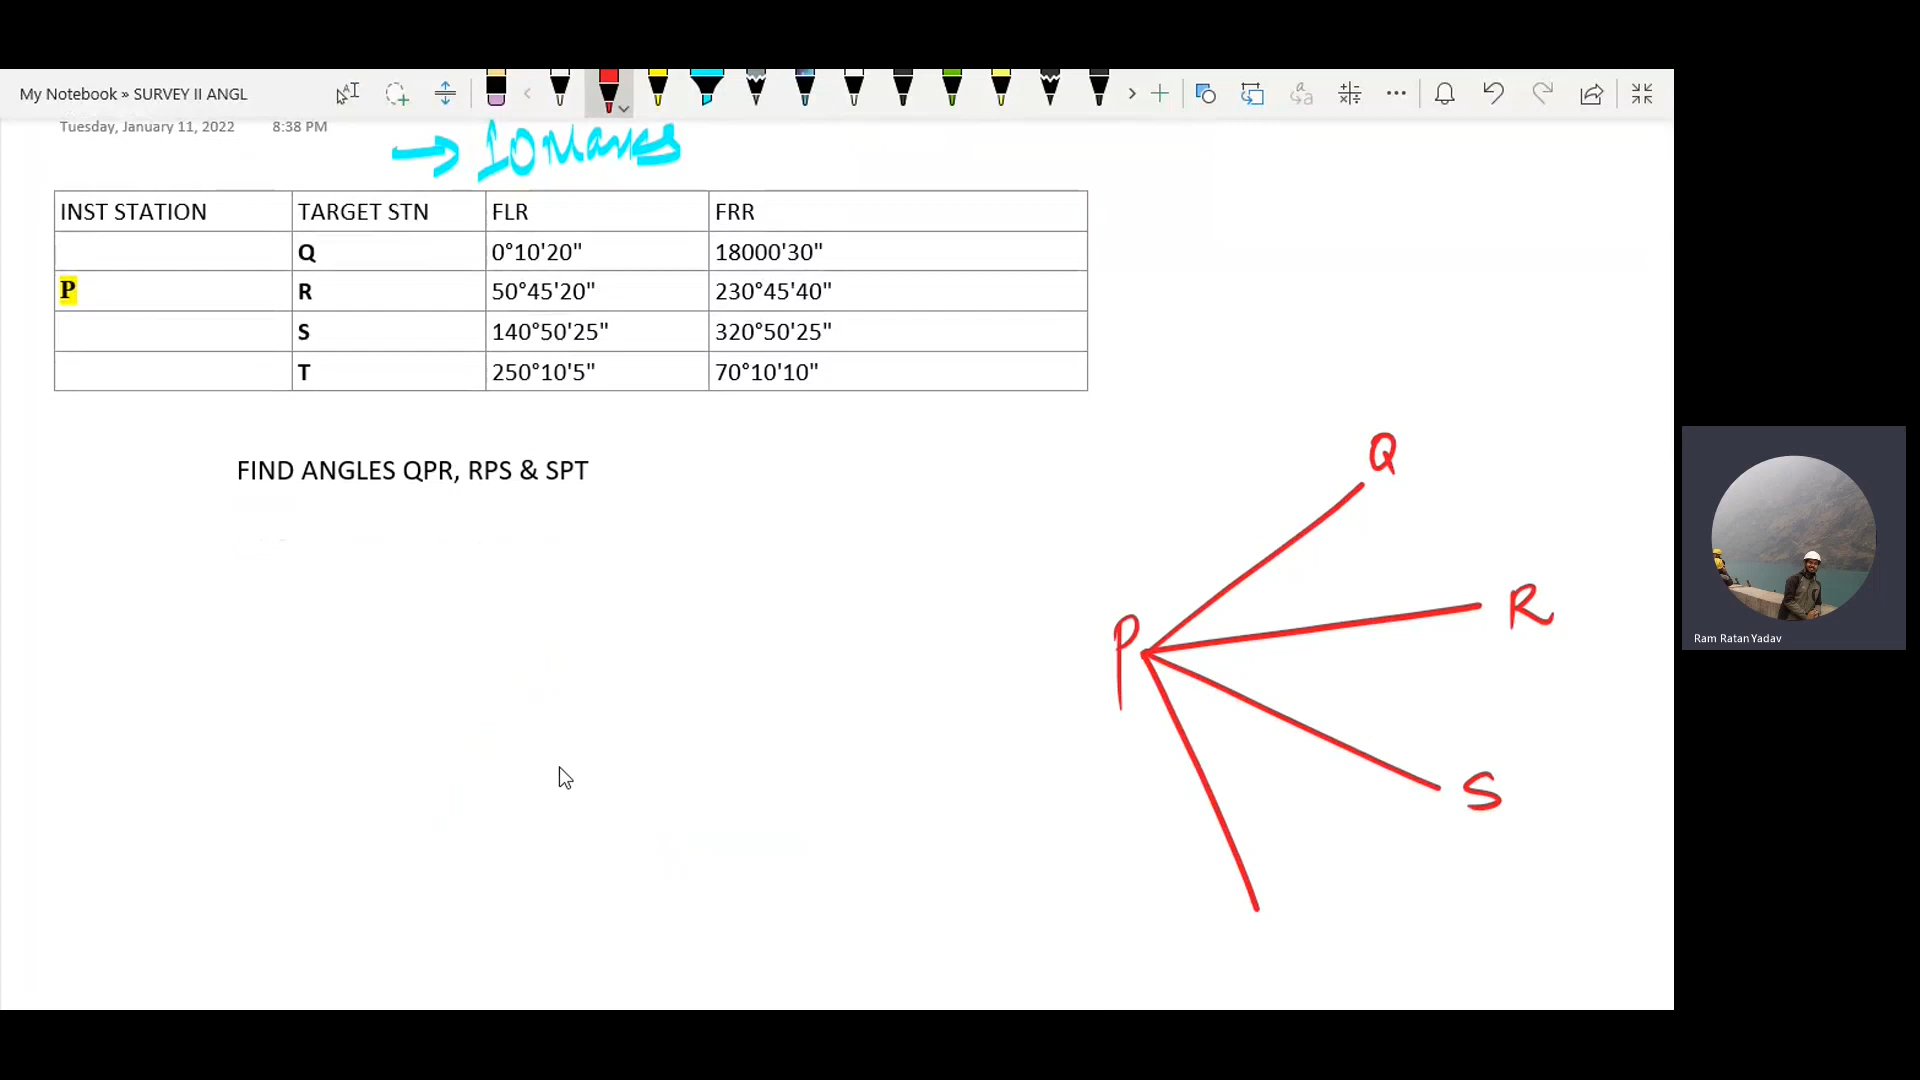 My Notebook » SURVEY II ANGL
Tuesday, January 11, 2022 8:38 PM
→ 10 Marks
INST STATION TARGET STN FLR FRR
Q 0°10'20" 18000'30"
P R 50°45'20" 230°45'40"
S 140°50'25" 320°50'25"
T 250°10'5" 70°10'10"
FIND ANGLES QPR, RPS & SPT
Q
R
P
S
Ram Ratan Yadav